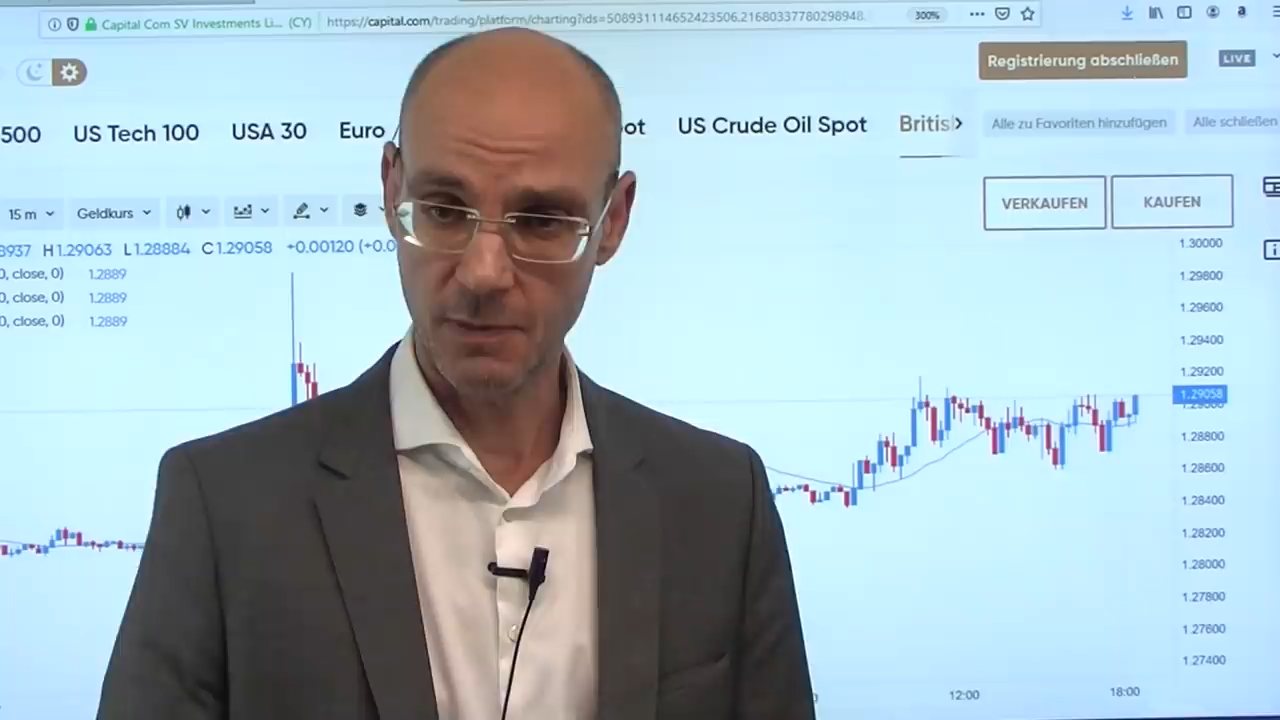 Capital Com SV Investments Li... (CY) https://capital.com/trading/platform/charting?ids=508931114652423506.21680337780298948. 300%
Registrierung abschließen LIVE
500 US Tech 100 USA 30 Euro / ot US Crude Oil Spot Britis Alle zu Favoriten hinzufügen Alle schließen
15 m Geldkurs VERKAUFEN KAUFEN
8937 H1.29063 L1.28884 C1.29058 +0.00120 (+0.0
0, close, 0) 1.2889
0, close, 0) 1.2889
0, close, 0) 1.2889
1.30000
1.29800
1.29600
1.29400
1.29200
1.29058
1.28800
1.28600
1.28400
1.28200
1.28000
1.27800
1.27600
1.27400
12:00 18:00